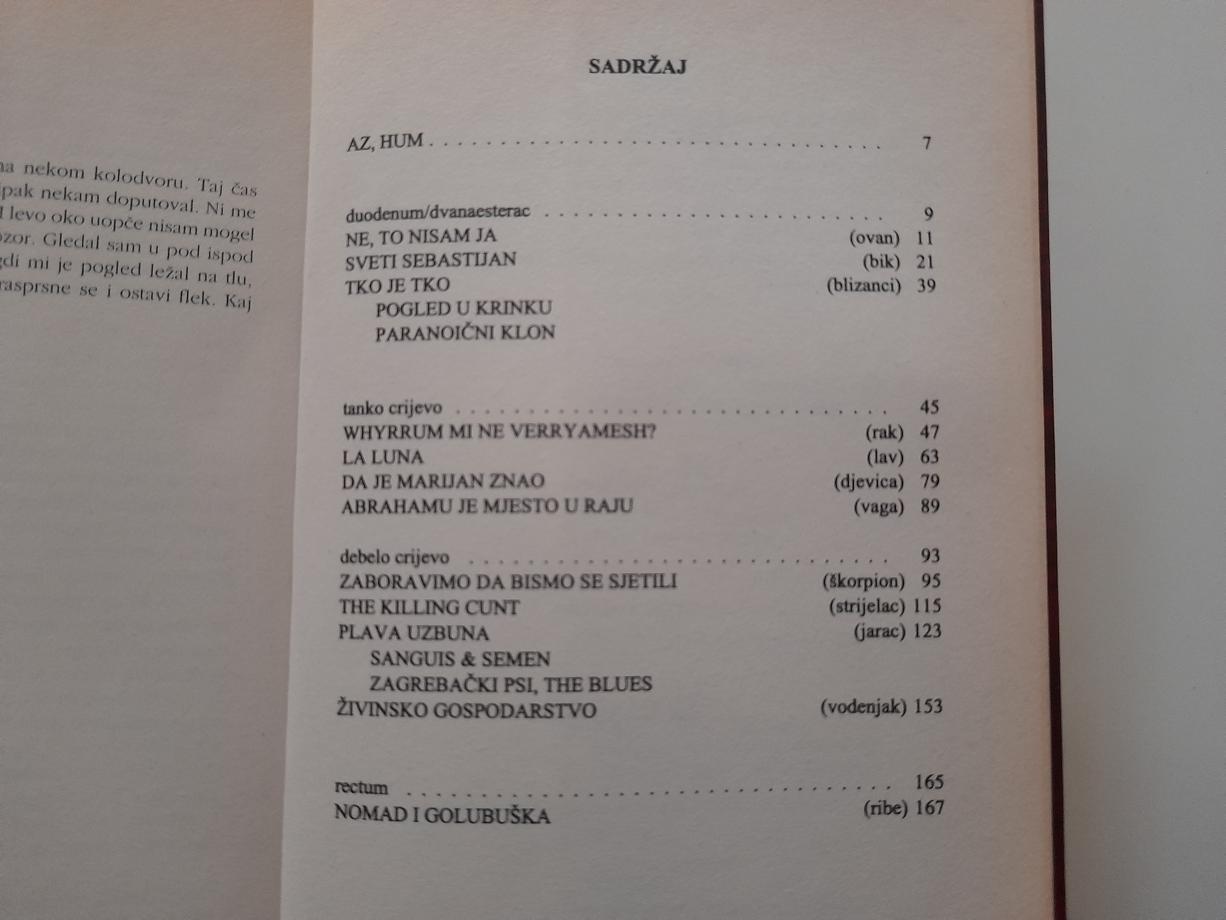 na nekom kolodvoru. Taj čas
ipak nekam doputoval. Ni me
levo oko uopče nisam mogel
Gledal sam u pod ispod
mi je pogled ležal na tlu,
rasprsne se i ostavi flek. Kaj
SADRŽAJ
AZ, HUM . . . . . . . . . . . . . . . . . . . . . . . . . . . . . . . . 7
duodenum/dvanaesterac . . . . . . . . . . . . . . . . . . . . . . . . 9
NE, TO NISAM JA (ovan) 11
SVETI SEBASTIJAN (bik) 21
TKO JE TKO (blizanci) 39
POGLED U KRINKU
PARANOIČNI KLON
tanko crijevo . . . . . . . . . . . . . . . . . . . . . . . . . . . . . . 45
WHYRRUM MI NE VERRYAMESH? (rak) 47
LA LUNA (lav) 63
DA JE MARIJAN ZNAO (djevica) 79
ABRAHAMU JE MJESTO U RAJU (vaga) 89
debelo crijevo . . . . . . . . . . . . . . . . . . . . . . . . . . . . . 93
ZABORAVIMO DA BISMO SE SJETILI (škorpion) 95
THE KILLING CUNT (strijelac) 115
PLAVA UZBUNA (jarac) 123
SANGUIS & SEMEN
ZAGREBAČKI PSI, THE BLUES
ŽIVINSKO GOSPODARSTVO (vodenjak) 153
rectum . . . . . . . . . . . . . . . . . . . . . . . . . . . . . . . . . 165
NOMAD I GOLUBUŠKA (ribe) 167